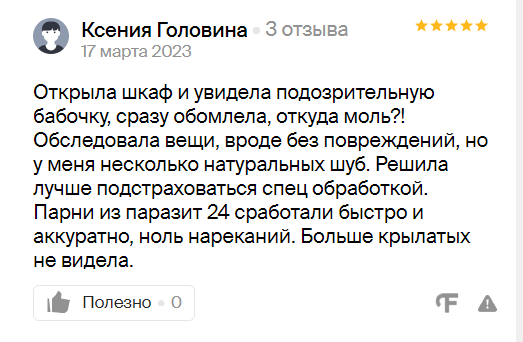 Ксения Головина 3 отзыва
17 марта 2023
Открыла шкаф и увидела подозрительную
бабочку, сразу обомлела, откуда моль?!
Обследовала вещи, вроде без повреждений, но
у меня несколько натуральных шуб. Решила
лучше подстраховаться спец обработкой.
Парни из паразит 24 сработали быстро и
аккуратно, ноль нареканий. Больше крылатых
не видела.
Полезно 0